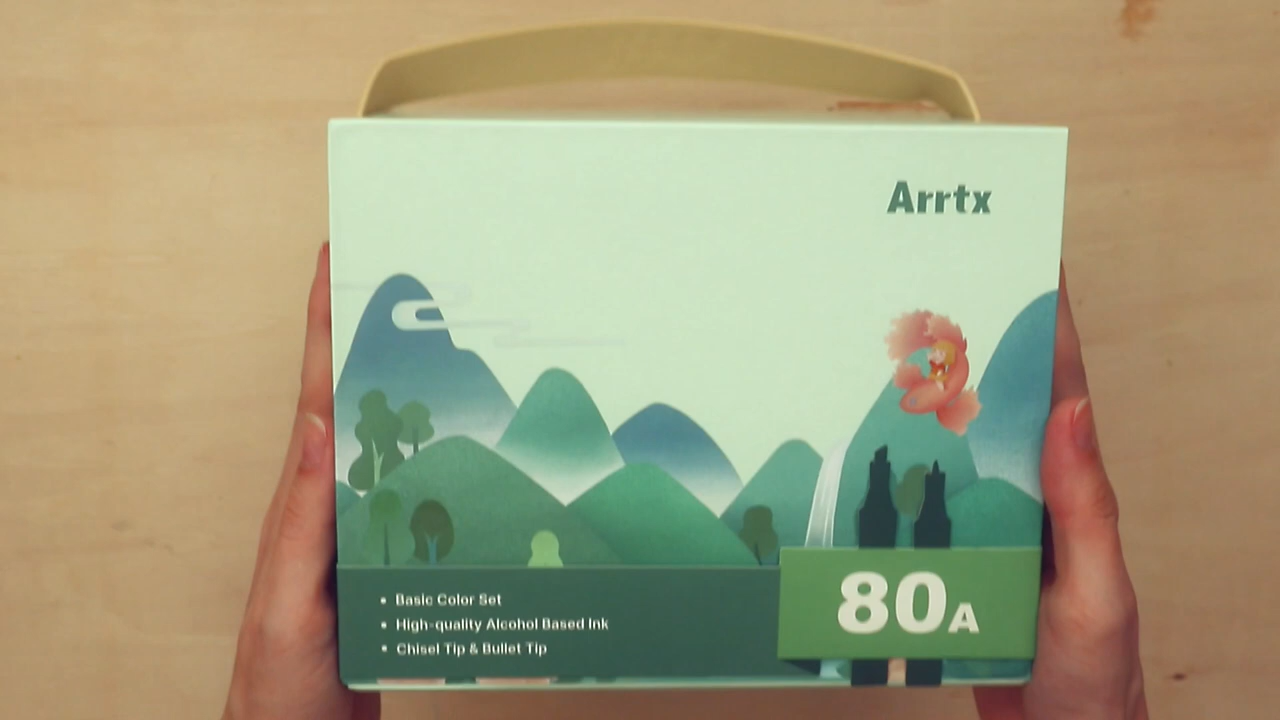 Arrtx
80A
• Basic Color Set
• High-quality Alcohol Based Ink
• Chisel Tip & Bullet Tip